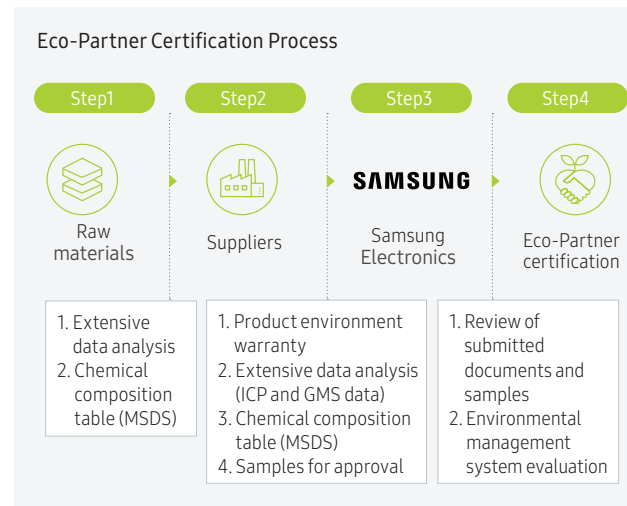 Eco-Partner Certification Process
Step1
Step2
Step3
Step4
SAMSUNG
Raw
materials
Suppliers
Samsung
Electronics
Eco-Partner
certification
1. Extensive
data analysis
2. Chemical
composition
table (MSDS)
1. Product environment
warranty
2. Extensive data analysis
(ICP and GMS data)
3. Chemical composition
table (MSDS)
4. Samples for approval
1. Review of
submitted
documents and
samples
2. Environmental
management
system evaluation